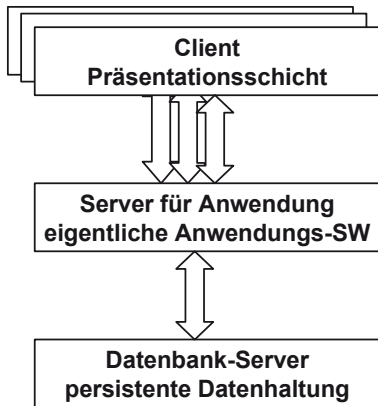 Client
Präsentationsschicht
Server für Anwendung
eigentliche Anwendungs-SW
Datenbank-Server
persistente Datenhaltung